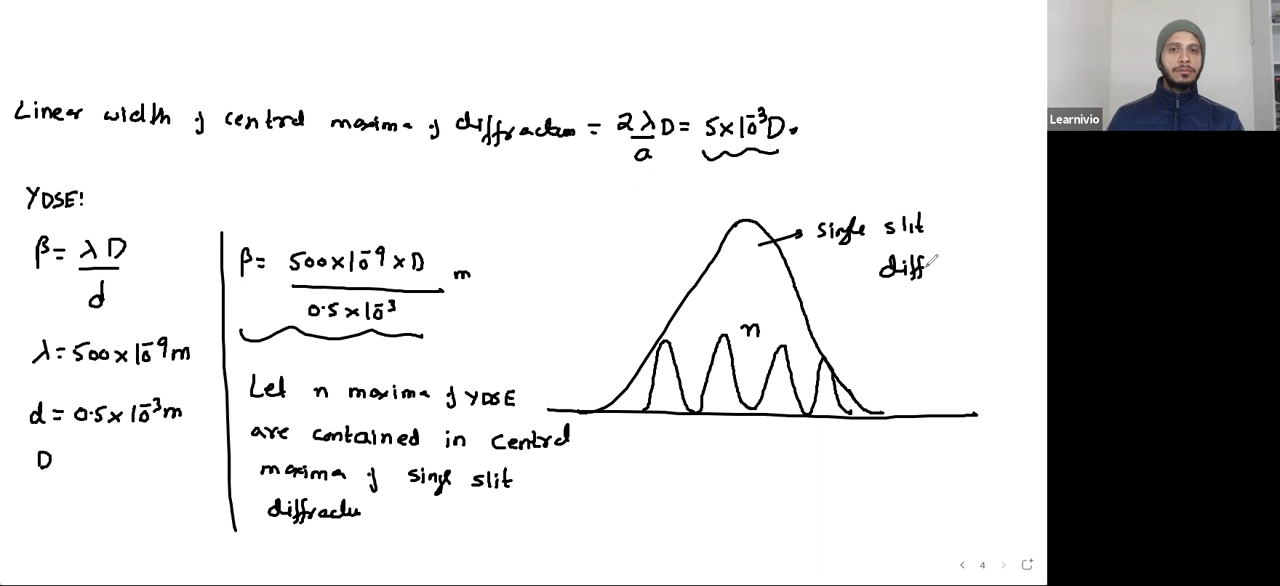 Linear width of central maxima of diffraction = 2λ/a D = 5×10⁻³D.
Learnivio
YDSE:
β = λD/d
β = 500×10⁻⁹×D / 0.5×10⁻³ m
λ = 500×10⁻⁹m
d = 0.5×10⁻³m
D
Let n maxima of YDSE
are contained in central
maxima of single slit
diffractn
single slit
diff
n
4